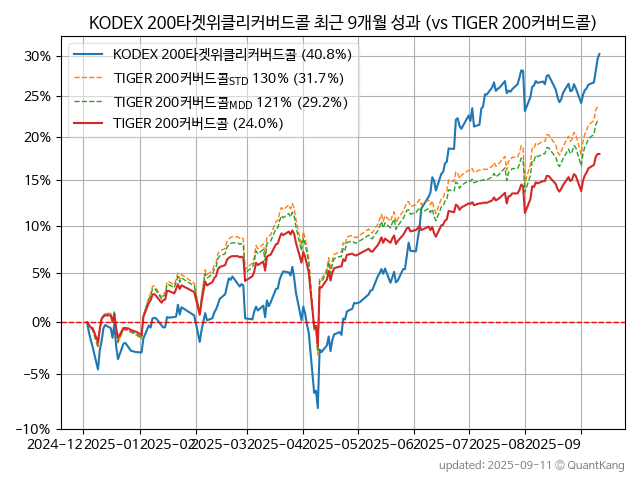 KODEX 200타겟위클리커버드콜 최근 9개월 성과 (vs TIGER 200커버드콜)
KODEX 200타겟위클리커버드콜 (40.8%)
TIGER 200커버드콜STD 130% (31.7%)
TIGER 200커버드콜MDD 121% (29.2%)
TIGER 200커버드콜 (24.0%)
30%
25%
20%
15%
10%
5%
0%
−5%
−10%
2024-12 2025-01 2025-02 2025-03 2025-04 2025-05 2025-06 2025-07 2025-08 2025-09
updated: 2025-09-11 © QuantKang